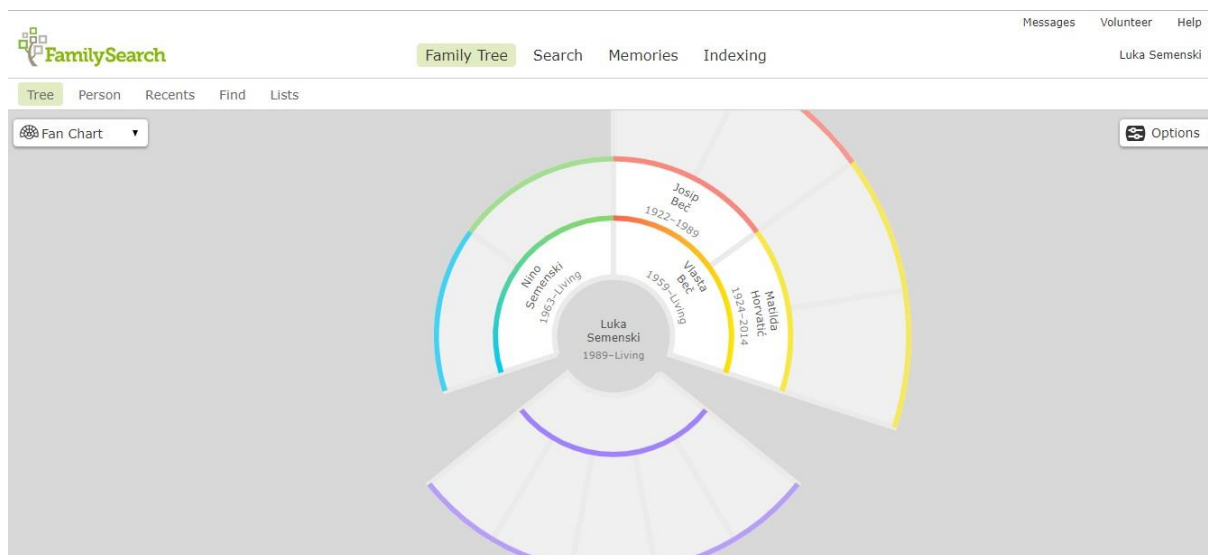 Messages Volunteer Help
FamilySearch
Family Tree Search Memories Indexing
Luka Semenski
Tree Person Recents Find Lists
Fan Chart
Options
Josip
Beč
1922–1989
Nino
Semenski
1963–Living
Vlasta
Beč
1959–Living
Matilda
Horvatić
1924–2014
Luka
Semenski
1989–Living